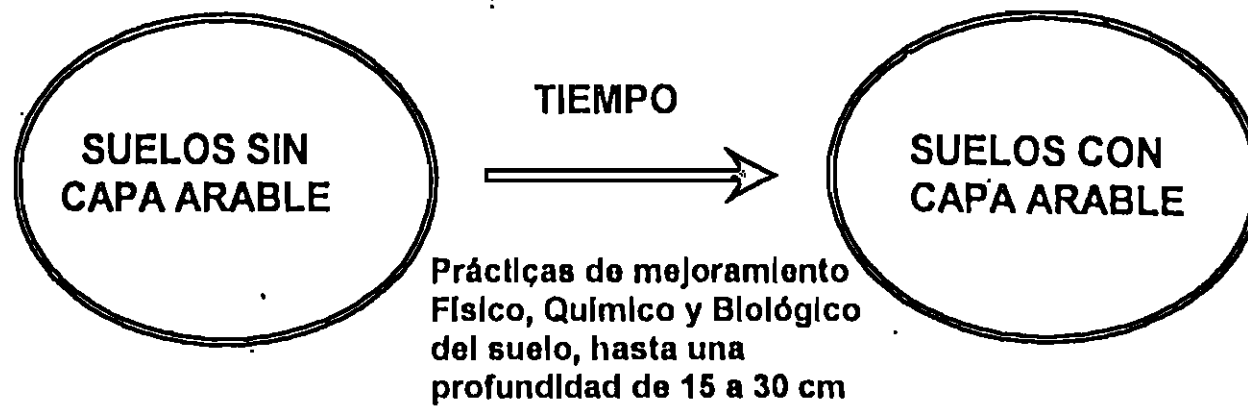 SUELOS SIN
CAPA ARABLE
TIEMPO
Prácticas de mejoramiento
Físico, Químico y Biológico
del suelo, hasta una
profundidad de 15 a 30 cm
SUELOS CON
CAPA ARABLE